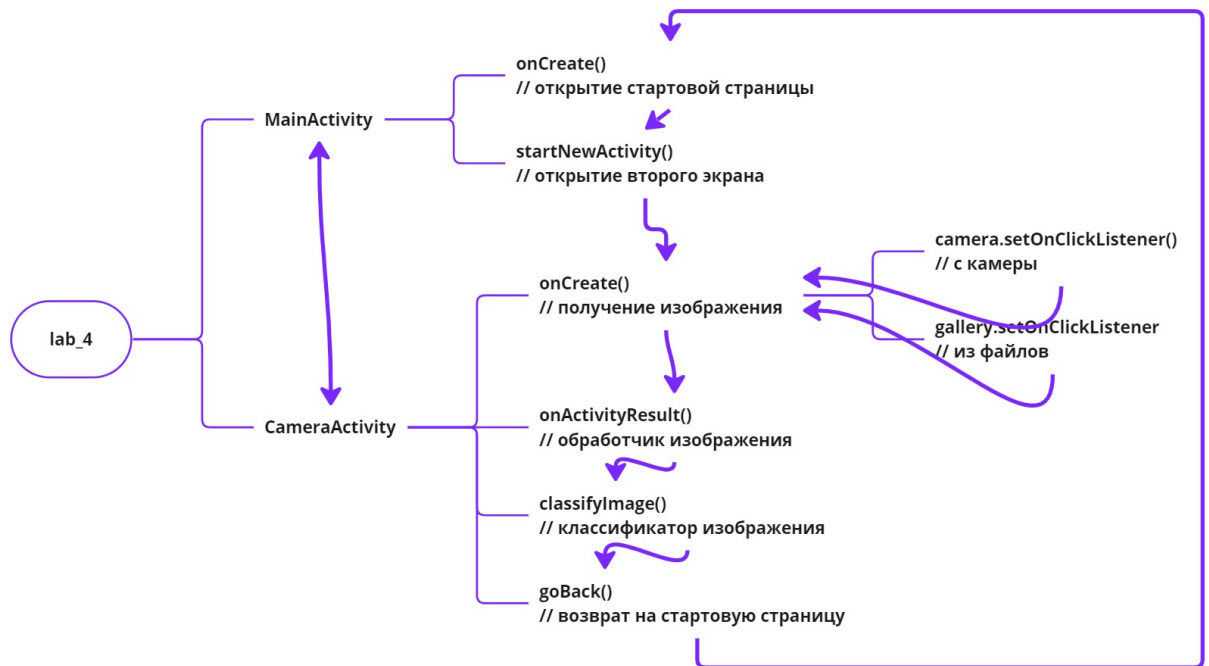 onCreate()
// открытие стартовой страницы
MainActivity
startNewActivity()
// открытие второго экрана
camera.setOnClickListener()
// с камеры
onCreate()
// получение изображения
gallery.setOnClickListener
// из файлов
lab_4
CameraActivity
onActivityResult()
// обработчик изображения
classifyImage()
// классификатор изображения
goBack()
// возврат на стартовую страницу